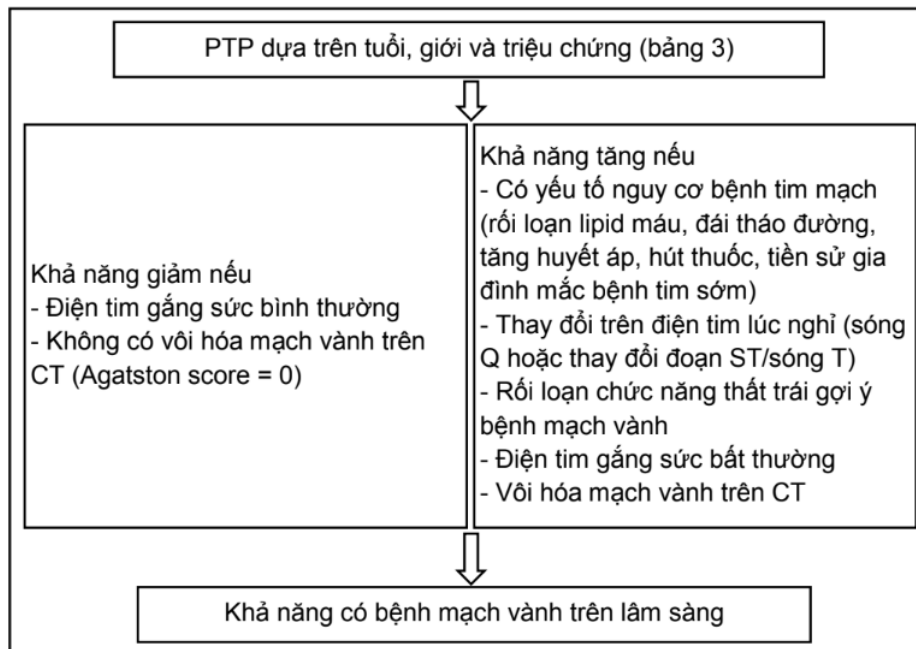 PTP dựa trên tuổi, giới và triệu chứng (bảng 3)
Khả năng giảm nếu
- Điện tim gắng sức bình thường
- Không có vôi hóa mạch vành trên
CT (Agatston score = 0)
Khả năng tăng nếu
- Có yếu tố nguy cơ bệnh tim mạch
(rối loạn lipid máu, đái tháo đường,
tăng huyết áp, hút thuốc, tiền sử gia
đình mắc bệnh tim sớm)
- Thay đổi trên điện tim lúc nghỉ (sóng
Q hoặc thay đổi đoạn ST/sóng T)
- Rối loạn chức năng thất trái gợi ý
bệnh mạch vành
- Điện tim gắng sức bất thường
- Vôi hóa mạch vành trên CT
Khả năng có bệnh mạch vành trên lâm sàng